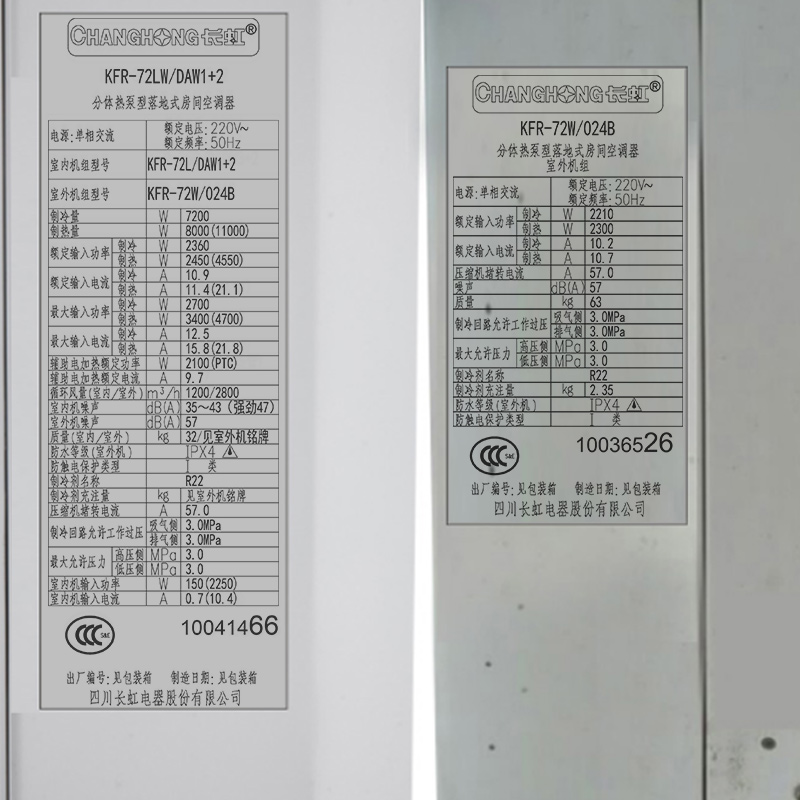 CHANGHONG长虹®
KFR-72LW/DAW1+2
分体热泵型落地式房间空调器
电源:单相交流 额定电压:220V~
额定频率:50Hz
室内机组型号 KFR-72L/DAW1+2
室外机组型号 KFR-72W/024B
制冷量 W 7200
制热量 W 8000(11000)
额定输入功率 制冷 W 2360
制热 W 2450(4550)
额定输入电流 制冷 A 10.9
制热 A 11.4(21.1)
最大输入功率 制冷 W 2700
制热 W 3400(4700)
最大输入电流 制冷 A 12.5
制热 A 15.8(21.8)
辅助电加热额定功率 W 2100(PTC)
辅助电加热额定电流 A 9.7
循环风量(室内/室外) m³/h 1200/2800
室内机噪声 dB(A) 35～43(强劲47)
室外机噪声 dB(A) 57
质量(室内/室外) kg 32/见室外机铭牌
防水等级(室外机) IPX4
防触电保护类型 I 类
制冷剂名称 R22
制冷剂充注量 kg 见室外机铭牌
压缩机堵转电流 A 57.0
制冷回路允许工作过压 吸气侧 3.0MPa
排气侧 3.0MPa
最大允许压力 高压侧 MPa 3.0
低压侧 MPa 3.0
室内机输入功率 W 150(2250)
室内机输入电流 A 0.7(10.4)
CCC S&E 10041466
出厂编号:见包装箱 制造日期:见包装箱
四川长虹电器股份有限公司
CHANGHONG长虹®
KFR-72W/024B
分体热泵型落地式房间空调器
室外机组
电源:单相交流 额定电压:220V~
额定频率:50Hz
额定输入功率 制冷 W 2210
制热 W 2300
额定输入电流 制冷 A 10.2
制热 A 10.7
压缩机堵转电流 A 57.0
噪声 dB(A) 57
质量 kg 63
制冷回路允许工作过压 吸气侧 3.0MPa
排气侧 3.0MPa
最大允许压力 高压侧 MPa 3.0
低压侧 MPa 3.0
制冷剂名称 R22
制冷剂充注量 kg 2.35
防水等级(室外机) IPX4
防触电保护类型 I 类
CCC S&E 10036526
出厂编号:见包装箱 制造日期:见包装箱
四川长虹电器股份有限公司